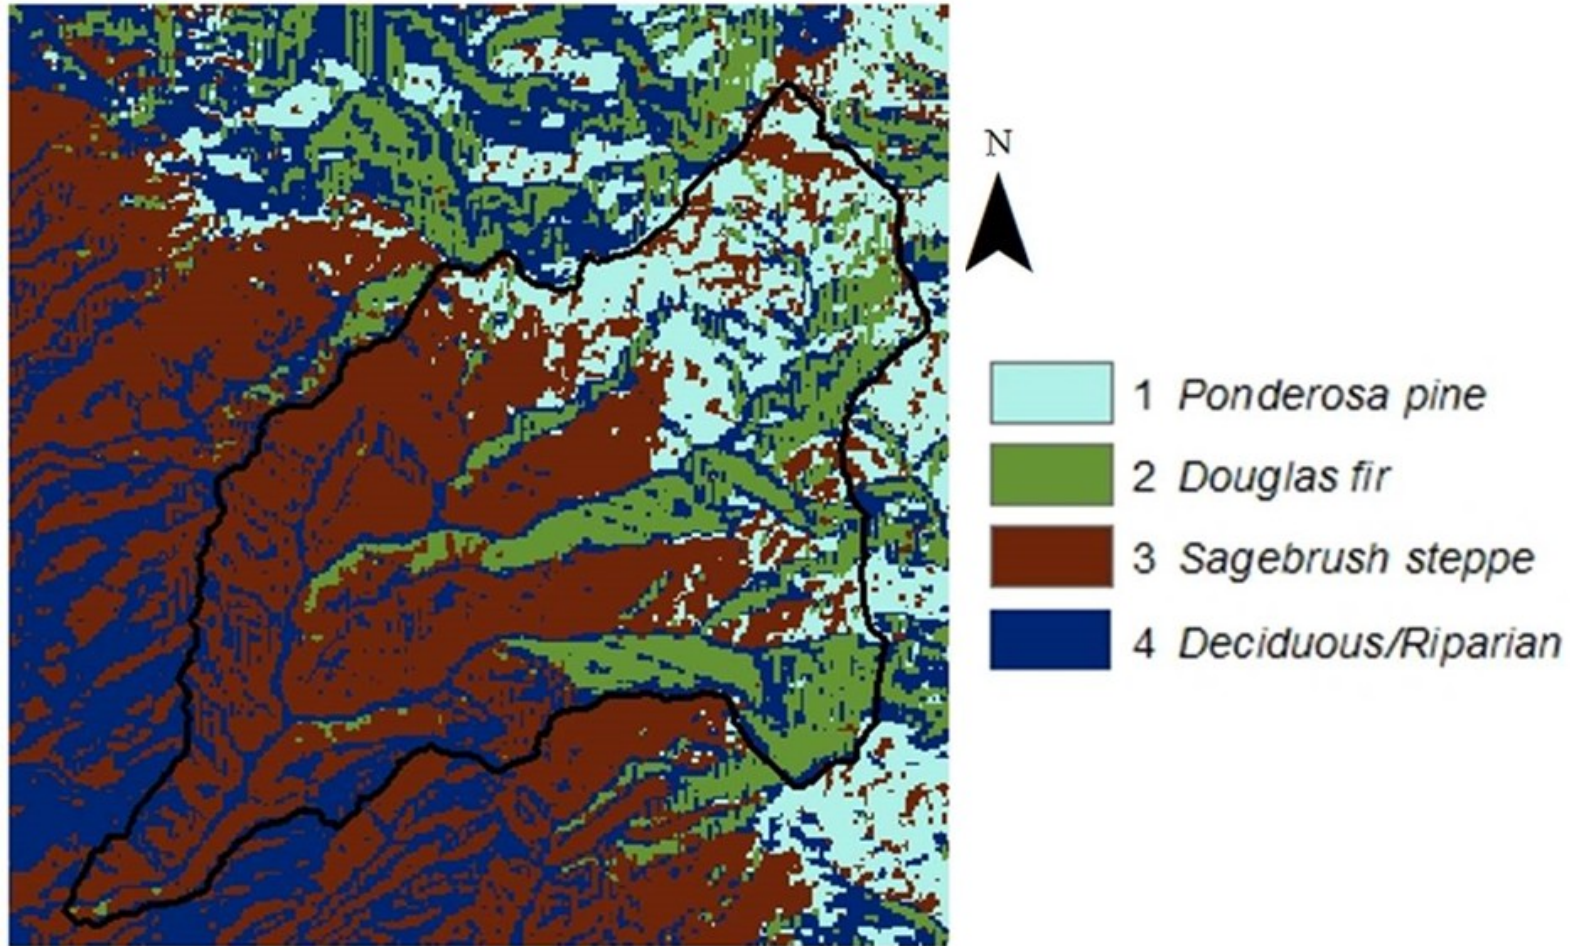 N
1 Ponderosa pine
2 Douglas fir
3 Sagebrush steppe
4 Deciduous/Riparian